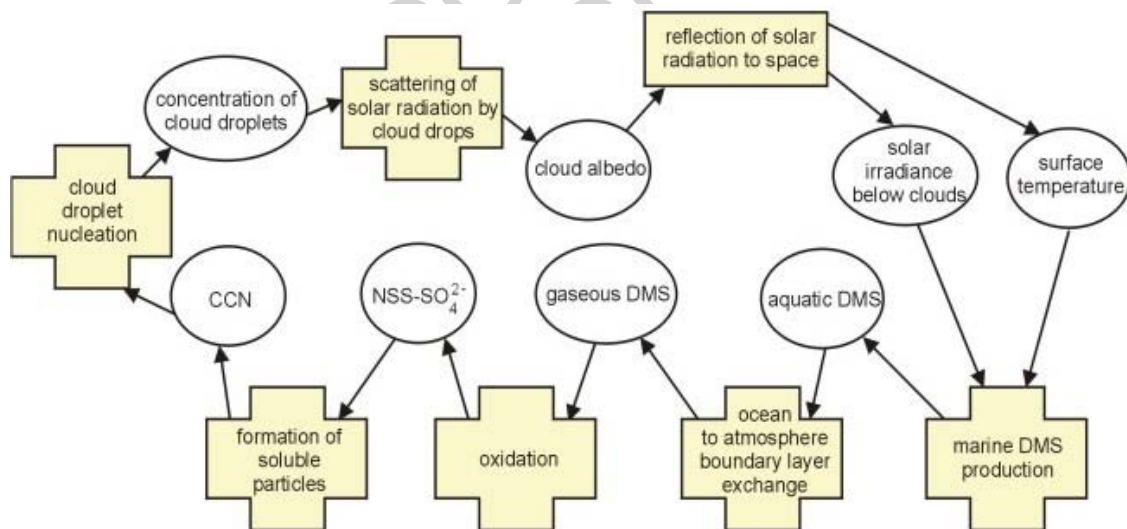 reflection of solar
radiation to space
scattering of
solar radiation by
cloud drops
concentration of
cloud droplets
cloud albedo
solar
irradiance
below clouds
surface
temperature
cloud
droplet
nucleation
CCN
NSS-SO₄²⁻
gaseous DMS
aquatic DMS
formation of
soluble
particles
oxidation
ocean
to atmosphere
boundary layer
exchange
marine DMS
production